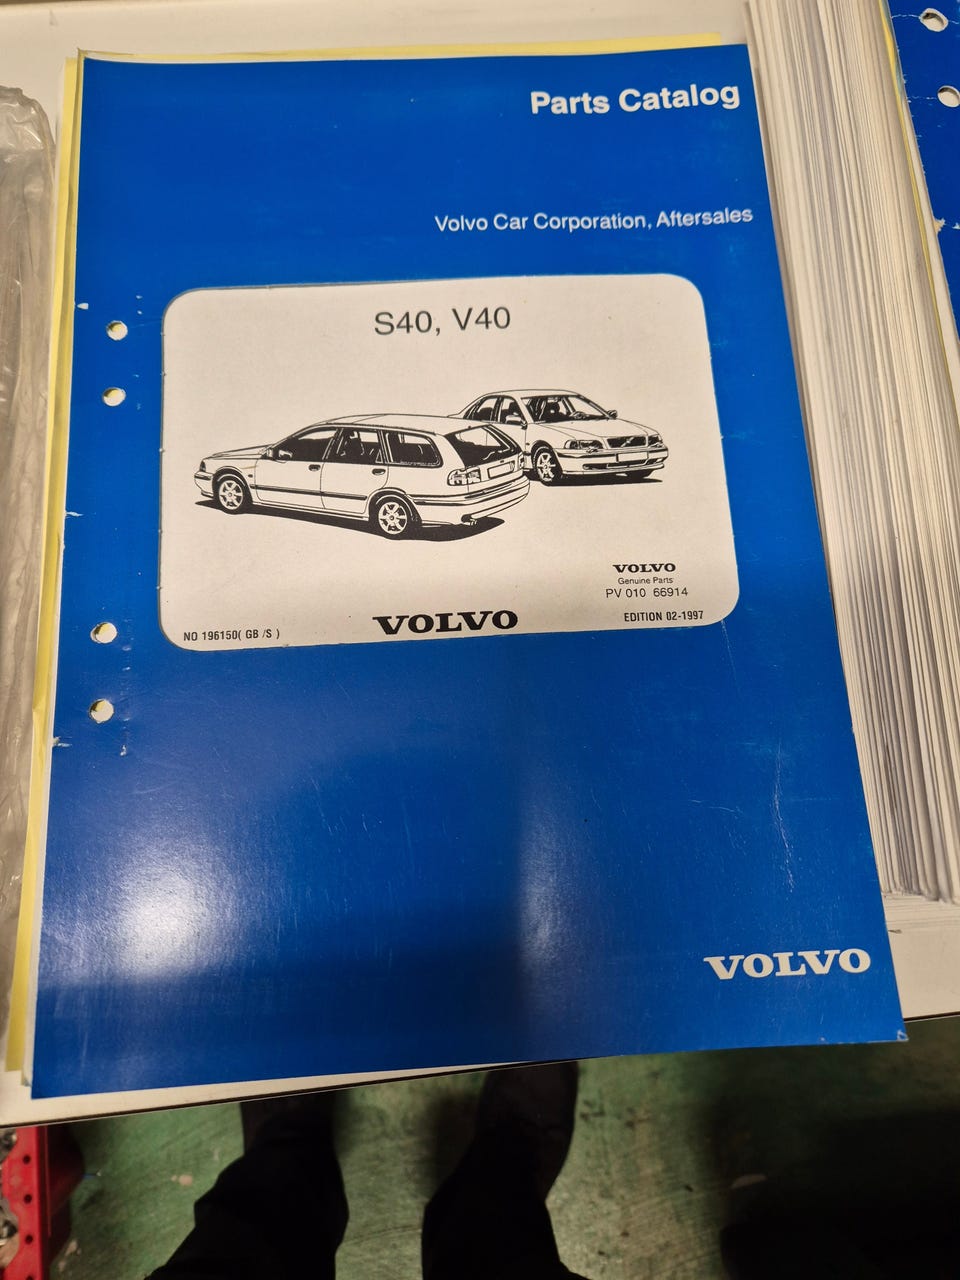 Parts Catalog
Volvo Car Corporation, Aftersales
S40, V40
VOLVO
Genuine Parts
PV 010 66914
NO 196150( GB /S )
VOLVO
EDITION 02-1997
VOLVO